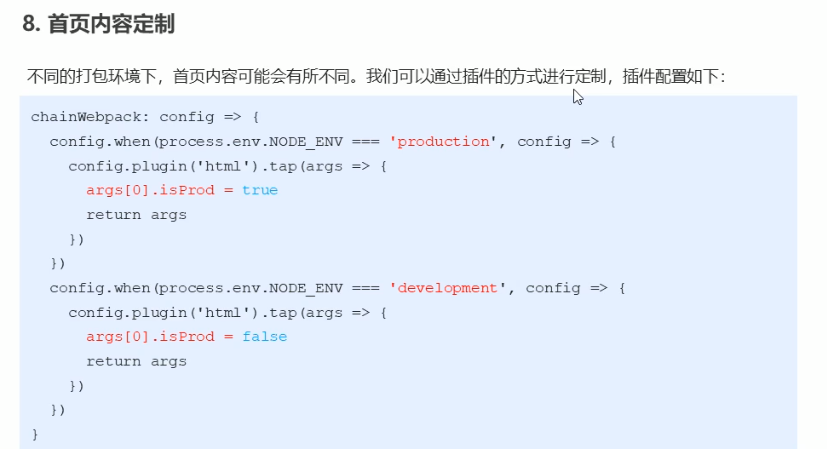 8. 首页内容定制
不同的打包环境下，首页内容可能会有所不同。我们可以通过插件的方式进行定制，插件配置如下：
chainWebpack: config => {
  config.when(process.env.NODE_ENV === 'production', config => {
    config.plugin('html').tap(args => {
      args[0].isProd = true
      return args
    })
  })
  config.when(process.env.NODE_ENV === 'development', config => {
    config.plugin('html').tap(args => {
      args[0].isProd = false
      return args
    })
  })
}